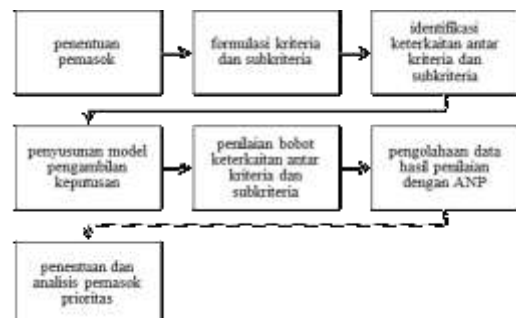 penentuan
pemasok
formulasi kriteria
dan subkriteria
identifikasi
keterkaitan antar
kriteria dan
subkriteria
penyusunan model
pengambilan
keputusan
penilaian bobot
keterkaitan antar
kriteria dan
subkriteria
pengolahaan data
hasil penilaian
dengan ANP
penentuan dan
analisis pemasok
prioritas